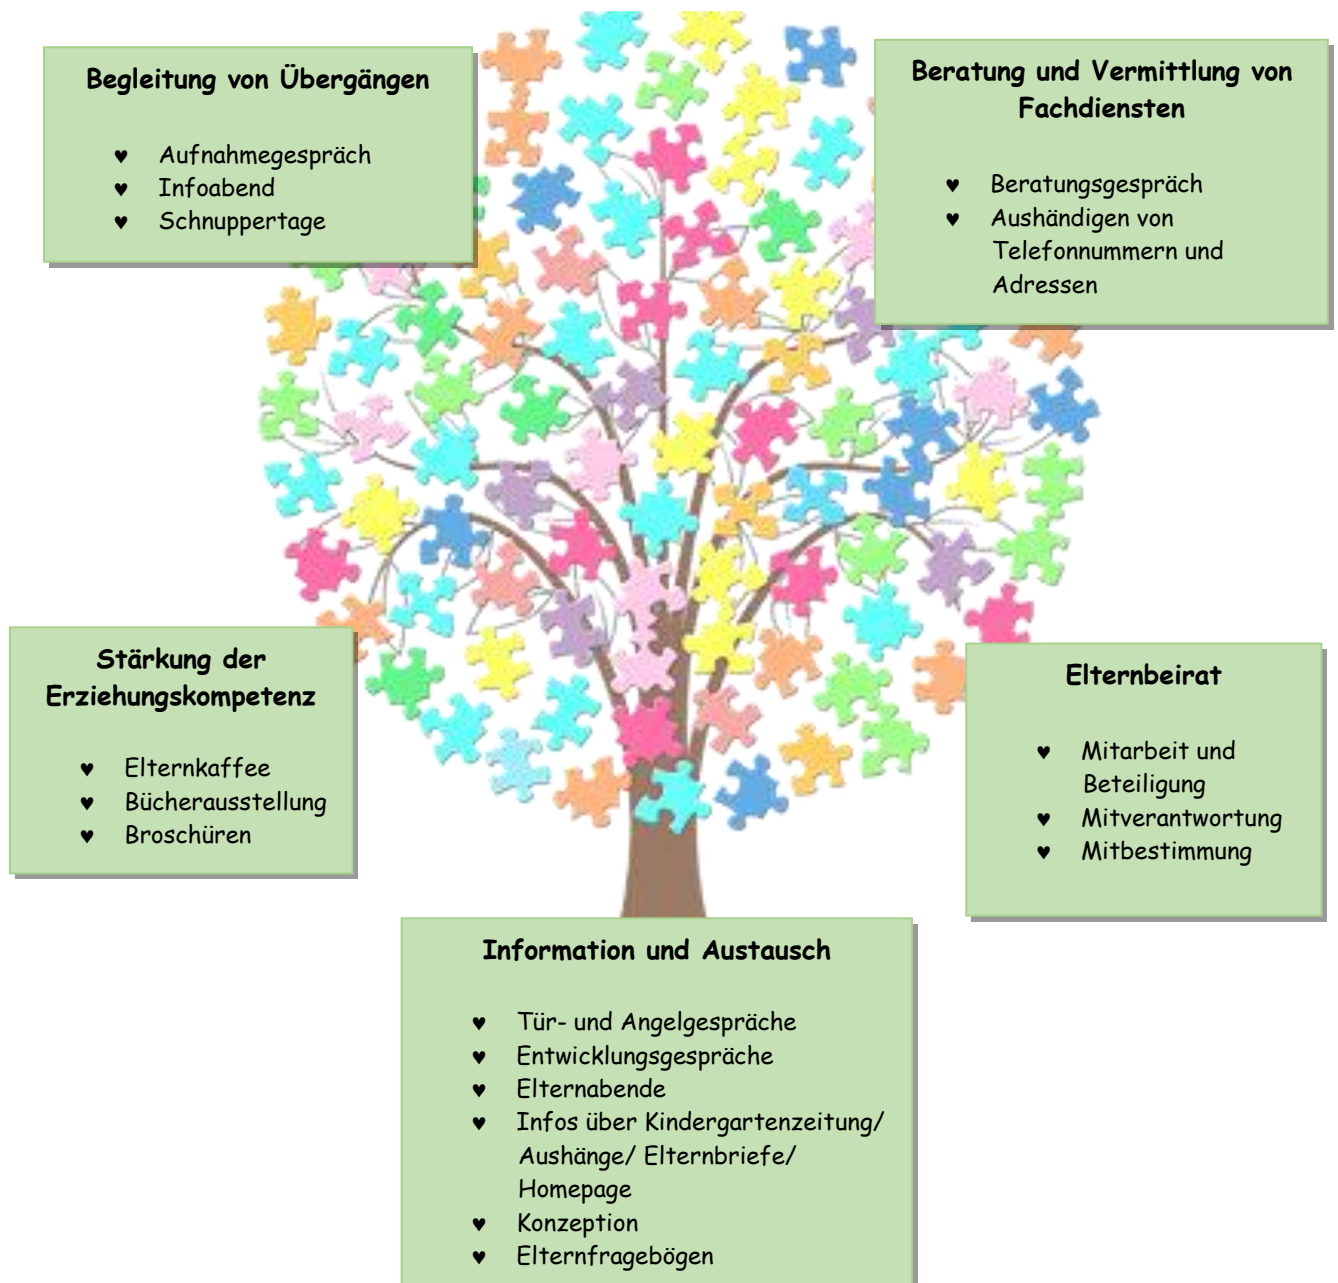 Begleitung von Übergängen
♥ Aufnahmegespräch
♥ Infoabend
♥ Schnuppertage
Beratung und Vermittlung von
Fachdiensten
♥ Beratungsgespräch
♥ Aushändigen von
Telefonnummern und
Adressen
Stärkung der
Erziehungskompetenz
♥ Elternkaffee
♥ Bücherausstellung
♥ Broschüren
Elternbeirat
♥ Mitarbeit und
Beteiligung
♥ Mitverantwortung
♥ Mitbestimmung
Information und Austausch
♥ Tür- und Angelgespräche
♥ Entwicklungsgespräche
♥ Elternabende
♥ Infos über Kindergartenzeitung/
Aushänge/ Elternbriefe/
Homepage
♥ Konzeption
♥ Elternfragebögen